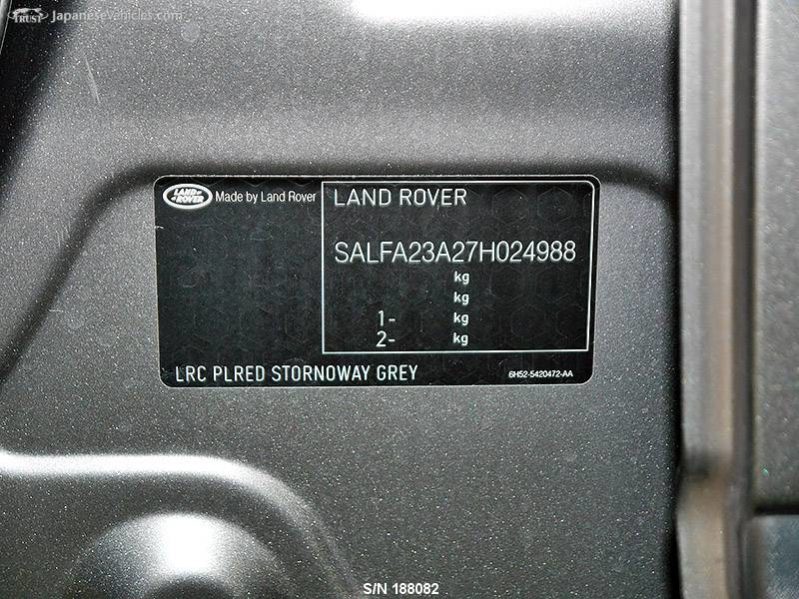 TRUST JapaneseVehicles.com
LAND ROVER
Made by Land Rover
LAND ROVER
SALFA23A27H024988
kg
kg
1- kg
2- kg
LRC PLRED STORNOWAY GREY
6H52-5420472-AA
S/N 188082